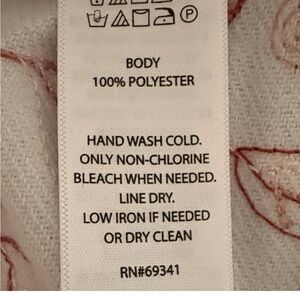 BODY
100% POLYESTER
HAND WASH COLD.
ONLY NON-CHLORINE
BLEACH WHEN NEEDED.
LINE DRY.
LOW IRON IF NEEDED
OR DRY CLEAN
RN#69341